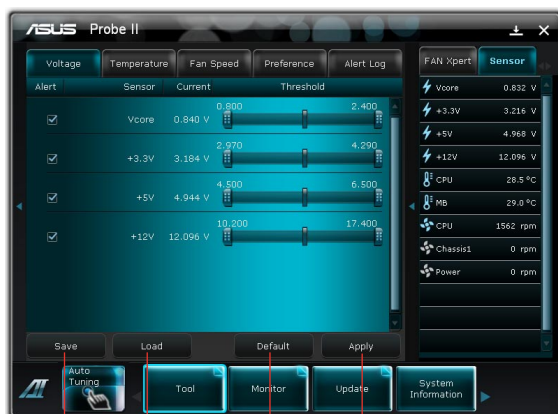 ASUS Probe II
Voltage Temperature Fan Speed Preference Alert Log
Alert Sensor Current Threshold
Vcore 0.840 V 0.800 2.400
+3.3V 3.184 V 2.970 4.290
+5V 4.944 V 4.500 6.500
+12V 12.096 V 10.200 17.400
Save Load Default Apply
FAN Xpert Sensor
Vcore 0.832 V
+3.3V 3.216 V
+5V 4.968 V
+12V 12.096 V
CPU 28.5 °C
MB 29.0 °C
CPU 1562 rpm
Chassis1 0 rpm
Power 0 rpm
AI
Auto
Tuning
Tool Monitor Update System
Information